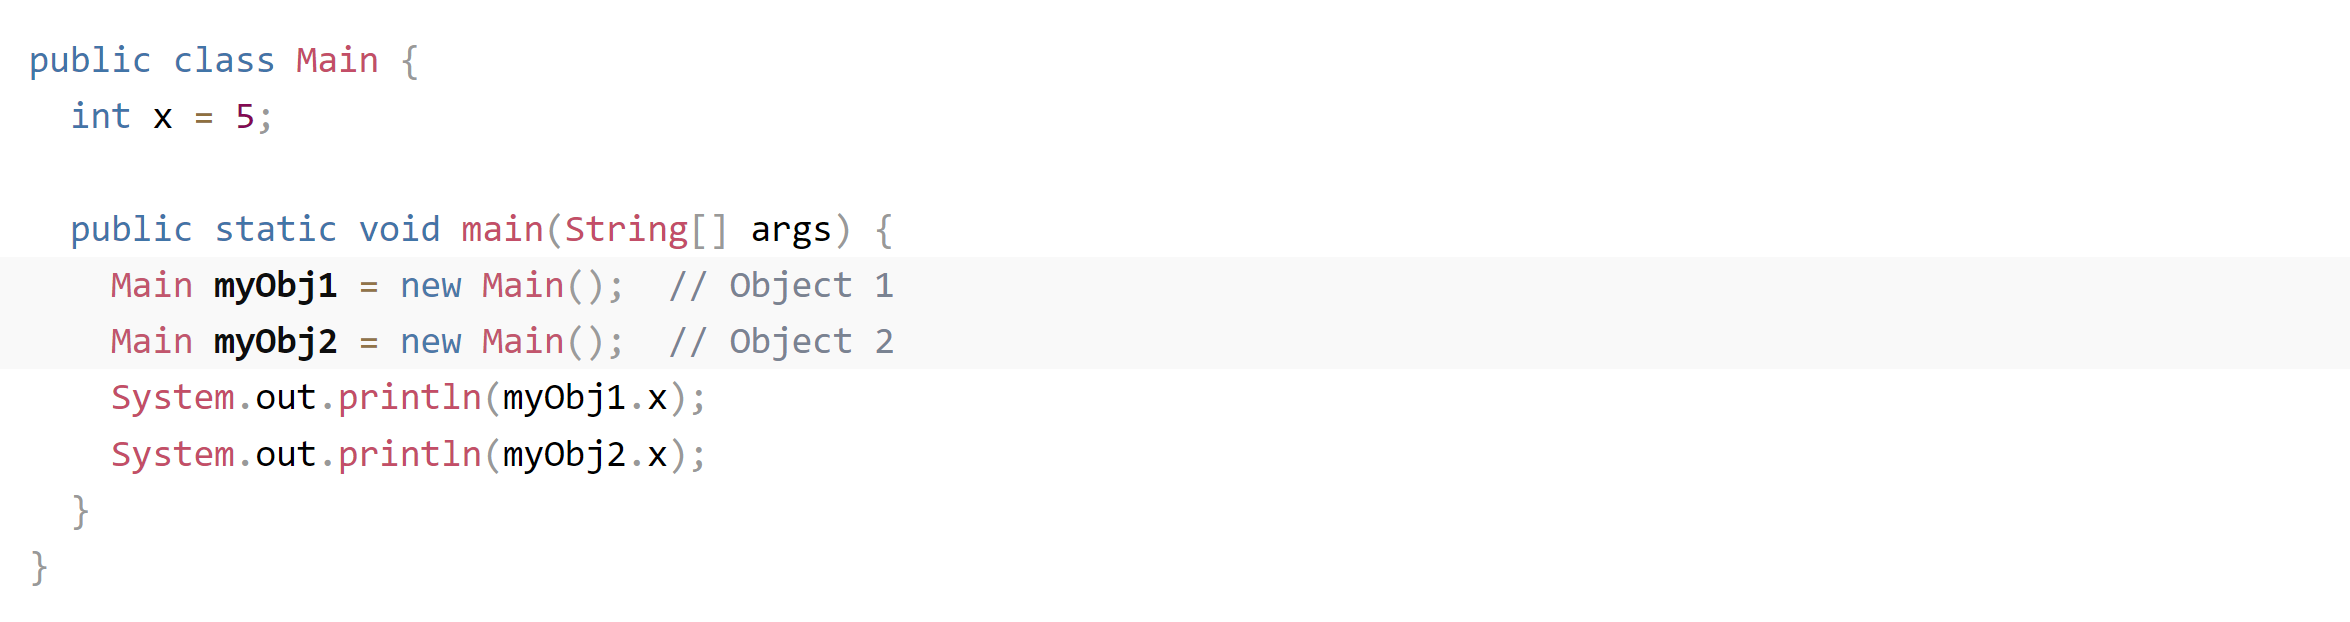 public class Main {
  int x = 5;

  public static void main(String[] args) {
    Main myObj1 = new Main();  // Object 1
    Main myObj2 = new Main();  // Object 2
    System.out.println(myObj1.x);
    System.out.println(myObj2.x);
  }
}